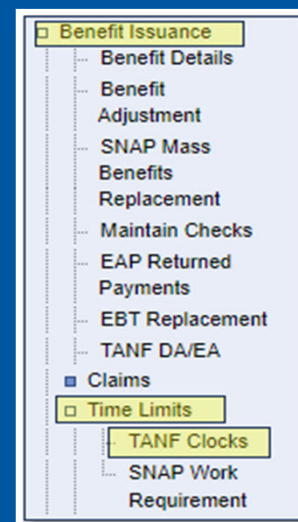 Benefit Issuance
Benefit Details
Benefit
Adjustment
SNAP Mass
Benefits
Replacement
Maintain Checks
EAP Returned
Payments
EBT Replacement
TANF DA/EA
Claims
Time Limits
TANF Clocks
SNAP Work
Requirement